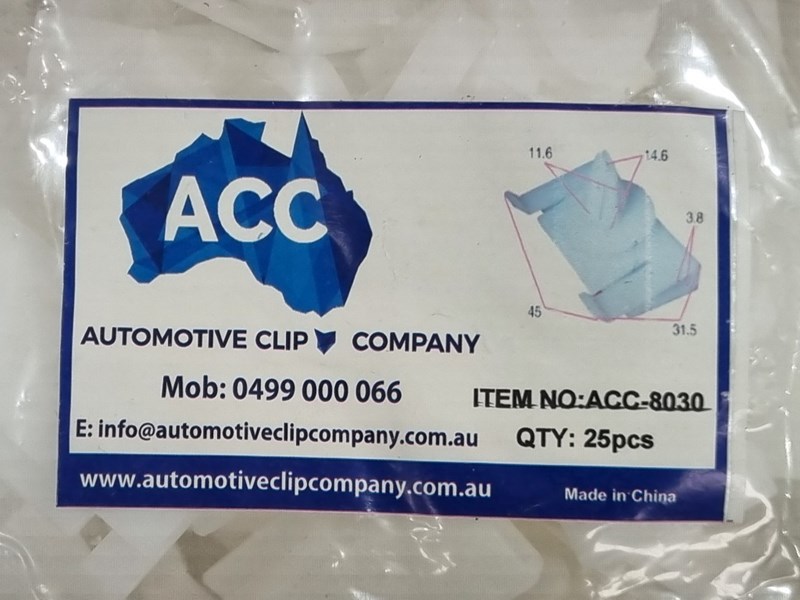 ACC
AUTOMOTIVE CLIP COMPANY
Mob: 0499 000 066
E: info@automotiveclipcompany.com.au
www.automotiveclipcompany.com.au
11.6
14.6
3.8
45
31.5
ITEM NO:ACC-8030
QTY: 25pcs
Made in China